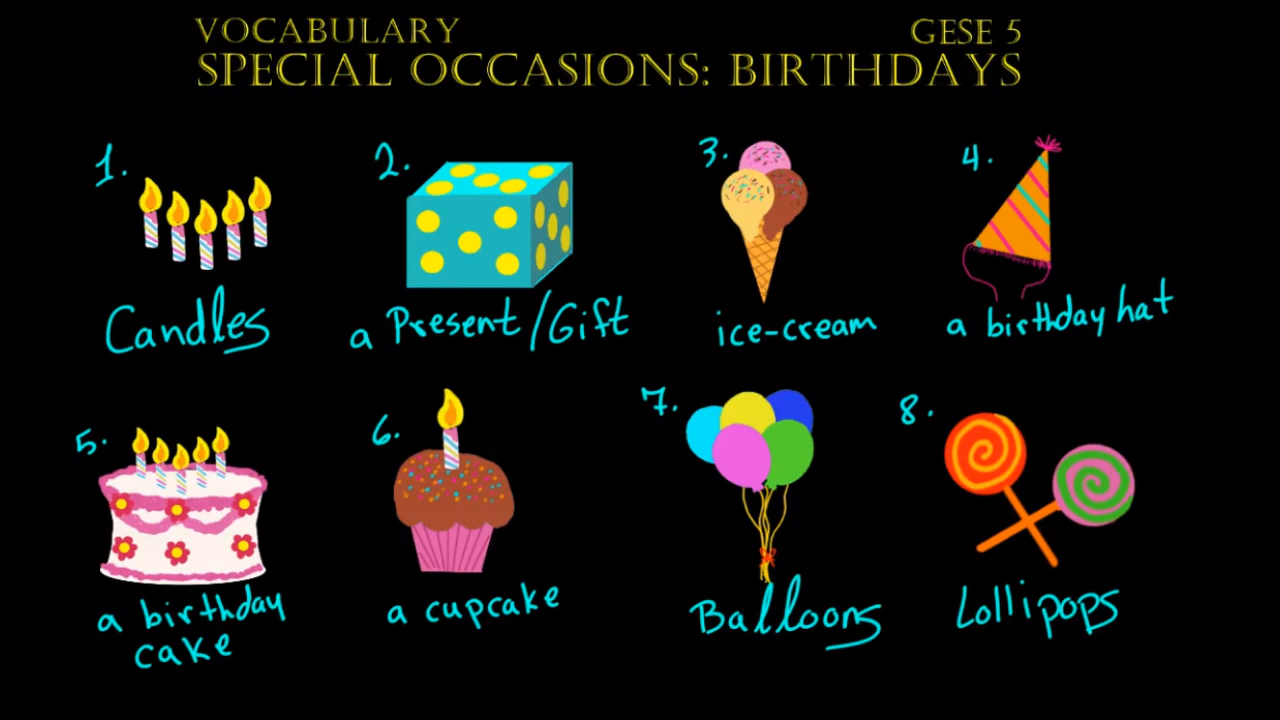 VOCABULARY GESE 5
SPECIAL OCCASIONS: BIRTHDAYS
1.
Candles
2.
a Present/Gift
3.
ice-cream
4.
a birthday hat
5.
a birthday
cake
6.
a cupcake
7.
Balloons
8.
Lollipops